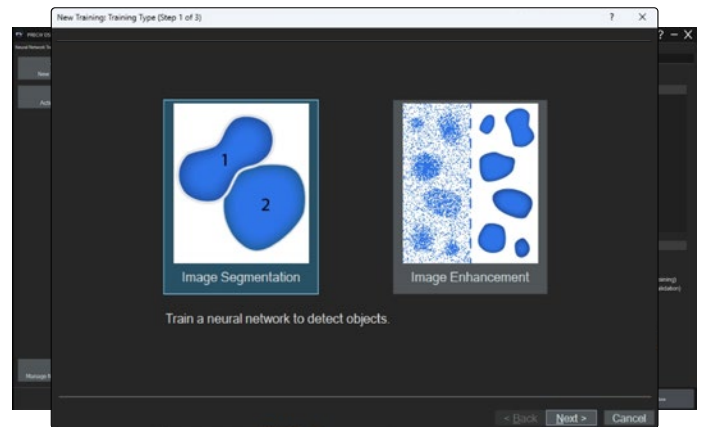 New Training: Training Type (Step 1 of 3)
?
×
? – X
New
1
2
Image Segmentation
Image Enhancement
Train a neural network to detect objects.
< Back
Next >
Cancel